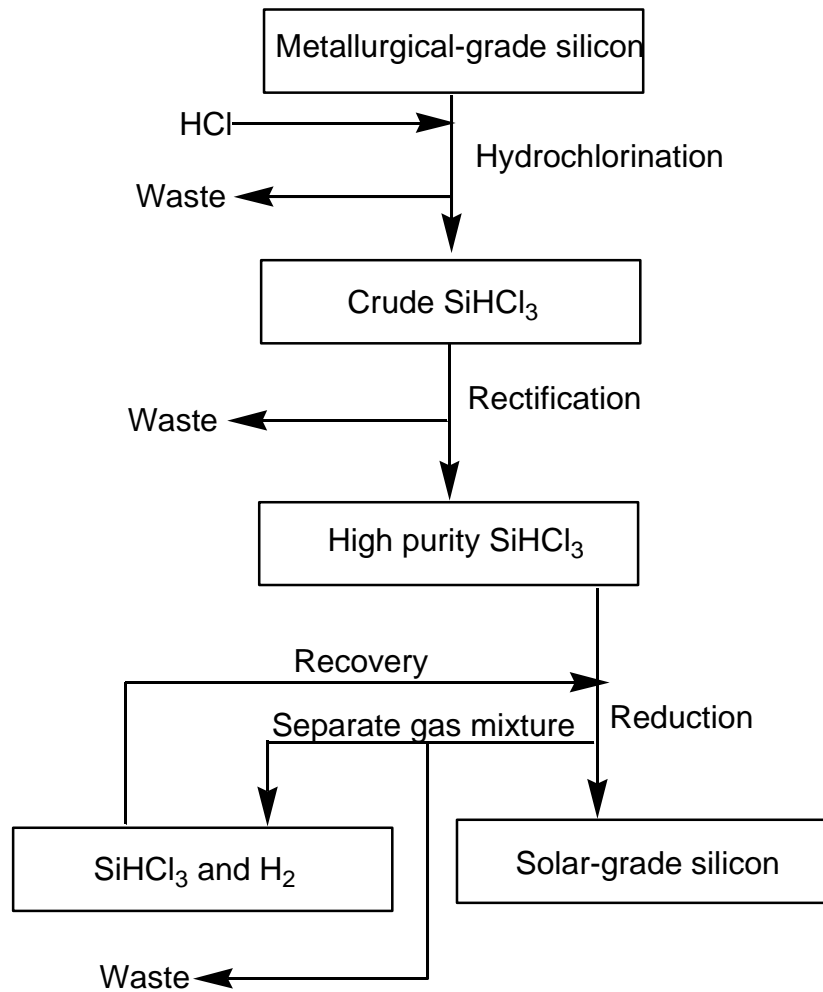 Metallurgical-grade silicon
HCl
Hydrochlorination
Waste
Crude SiHCl₃
Rectification
Waste
High purity SiHCl₃
Recovery
Reduction
Separate gas mixture
SiHCl₃ and H₂
Solar-grade silicon
Waste